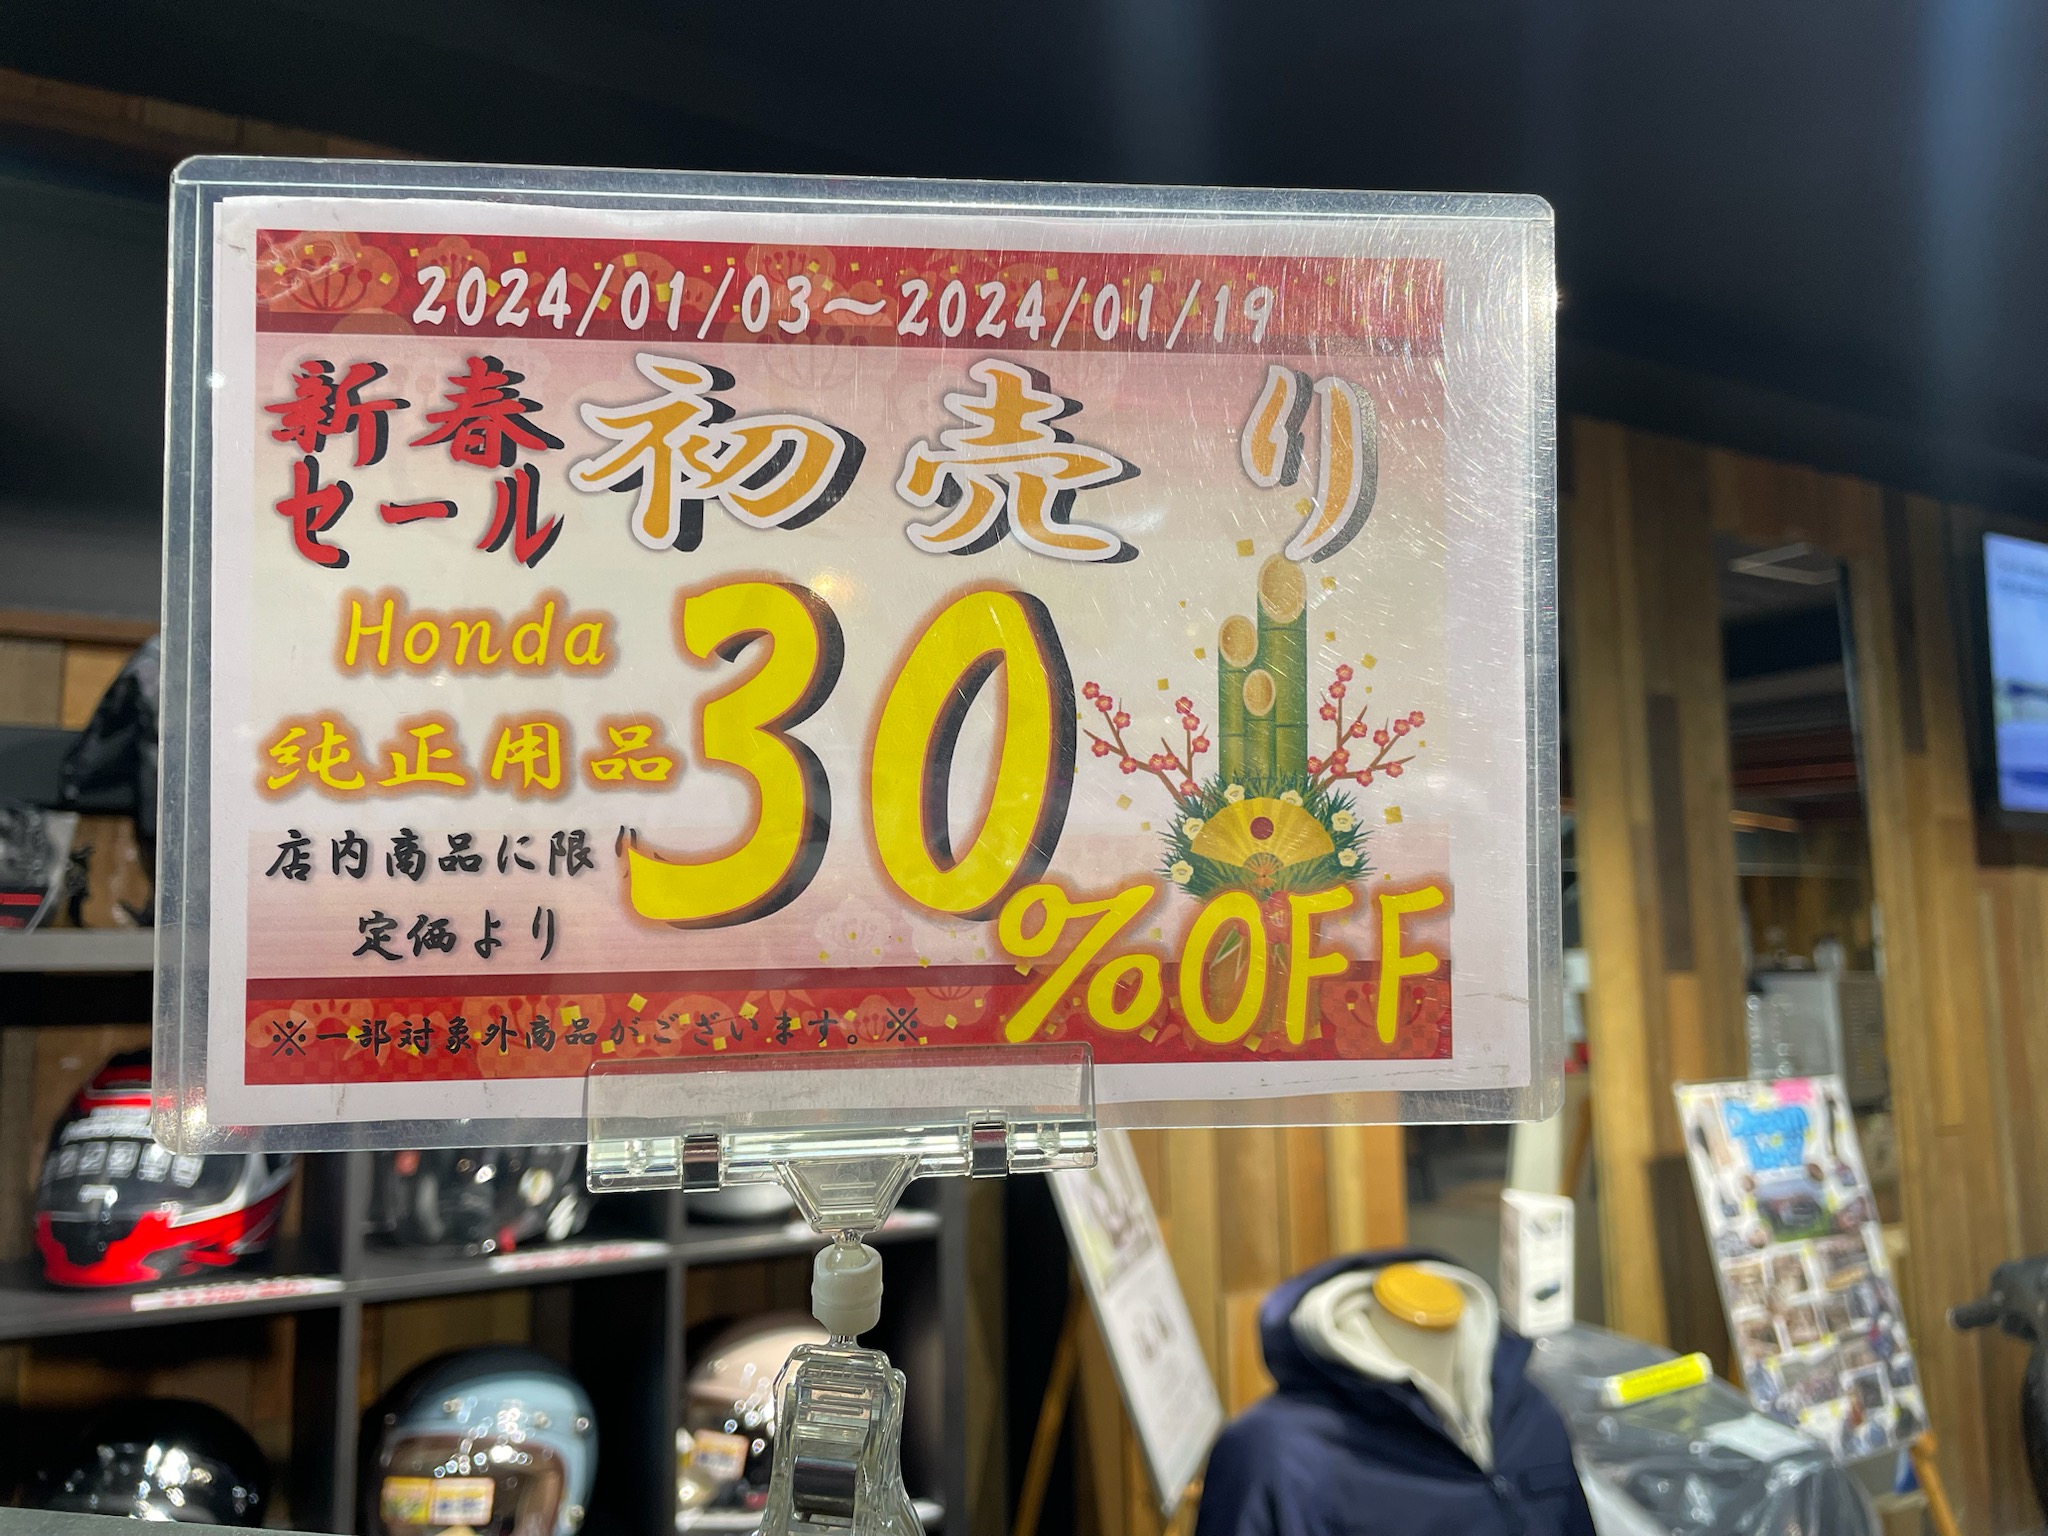 2024/01/03～2024/01/19
新春
セール
初売り
Honda
純正用品
店内商品に限り、
定価より
30
%OFF
※一部対象外商品がございます。※